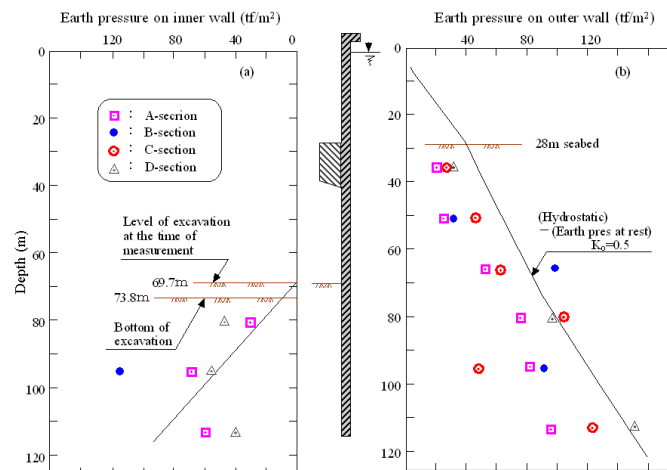 Earth pressure on inner wall (tf/m²)
120 80 40 0
(a)
0
20
40
60
80
100
120
Depth (m)
: A-secrion
: B-section
: C-section
: D-section
Level of excavation
at the time of
measurement
69.7m
73.8m
Bottom of
excavation
Earth pressure on outer wall (tf/m²)
0 40 80 120
(b)
0
20
40
60
80
100
120
28m seabed
(Hydrostatic)
－(Earth pres at rest)
K₀=0.5